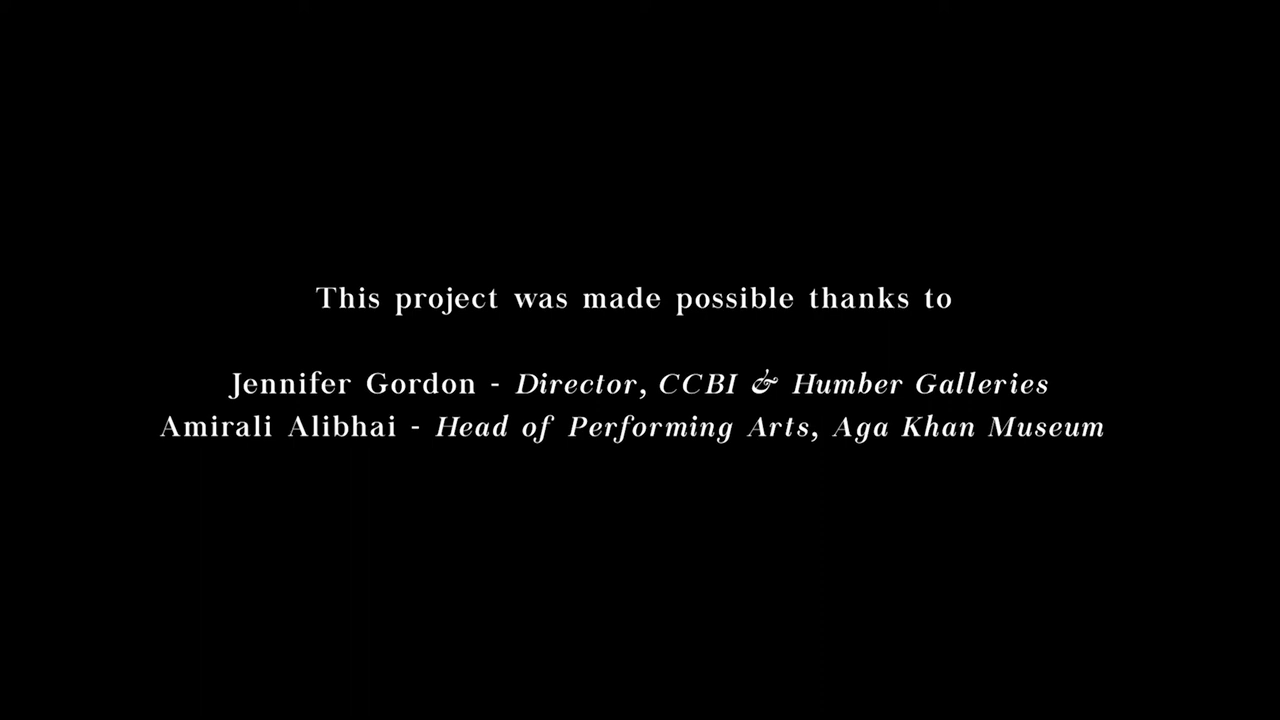 This project was made possible thanks to
Jennifer Gordon - Director, CCBI & Humber Galleries
Amirali Alibhai - Head of Performing Arts, Aga Khan Museum